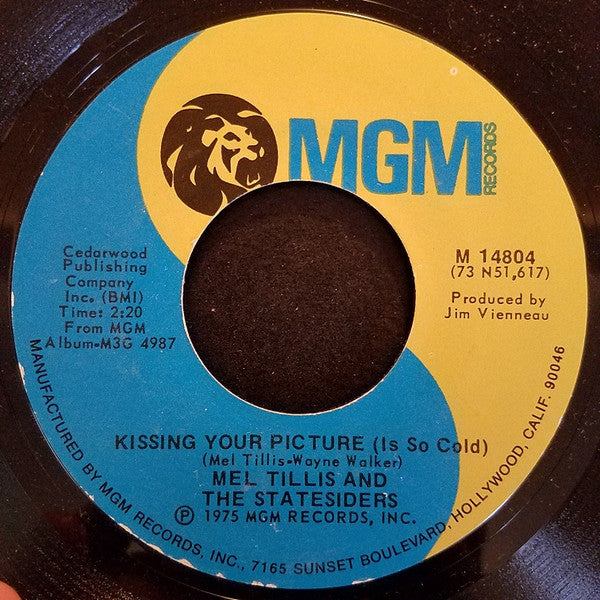 MGM
RECORDS
Cedarwood
Publishing
Company
Inc. (BMI)
Time: 2:20
From MGM
Album-M3G 4987
M 14804
(73 N51,617)
Produced by
Jim Vienneau
KISSING YOUR PICTURE (Is So Cold)
(Mel Tillis-Wayne Walker)
MEL TILLIS AND
THE STATESIDERS
℗ 1975 MGM RECORDS, INC.
MANUFACTURED BY MGM RECORDS, INC., 7165 SUNSET BOULEVARD, HOLLYWOOD, CALIF. 90046